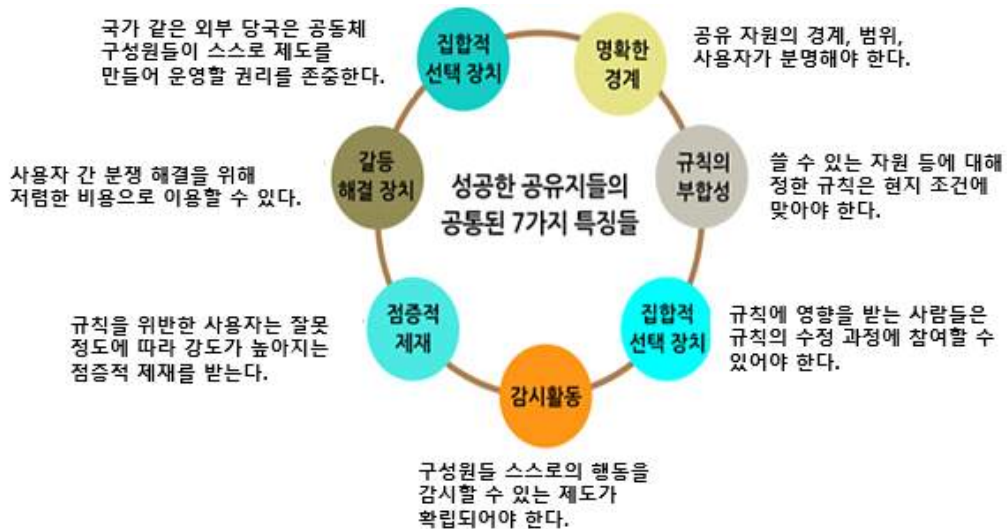 국가 같은 외부 당국은 공동체
구성원들이 스스로 제도를
만들어 운영할 권리를 존중한다.
집합적
선택 장치
명확한
경계
공유 자원의 경계, 범위,
사용자가 분명해야 한다.
갈등
해결 장치
사용자 간 분쟁 해결을 위해
저렴한 비용으로 이용할 수 있다.
성공한 공유지들의
공통된 7가지 특징들
규칙의
부합성
쓸 수 있는 자원 등에 대해
정한 규칙은 현지 조건에
맞아야 한다.
규칙을 위반한 사용자는 잘못
정도에 따라 강도가 높아지는
점증적 제재를 받는다.
점증적
제재
집합적
선택 장치
규칙에 영향을 받는 사람들은
규칙의 수정 과정에 참여할 수
있어야 한다.
감시활동
구성원들 스스로의 행동을
감시할 수 있는 제도가
확립되어야 한다.